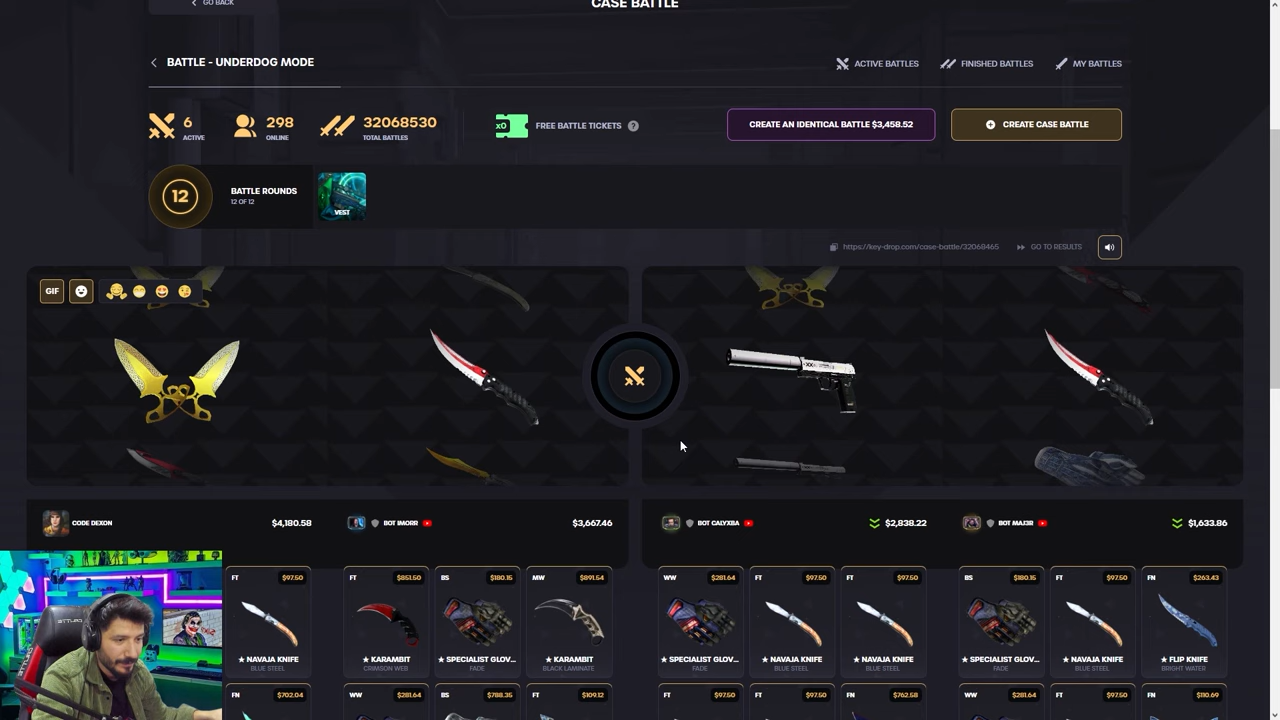 GO BACK
CASE BATTLE
BATTLE - UNDERDOG MODE
ACTIVE BATTLES
FINISHED BATTLES
MY BATTLES
6
ACTIVE
298
ONLINE
32068530
TOTAL BATTLES
x0
FREE BATTLE TICKETS ?
CREATE AN IDENTICAL BATTLE $3,458.52
CREATE CASE BATTLE
12
BATTLE ROUNDS
12 OF 12
VEST
https://key-drop.com/case-battle/32068465
GO TO RESULTS
GIF
CODE DEXON
$4,180.58
BOT IMORR
$3,667.46
BOT CALYXBA
$2,838.22
BOT MAJ3R
$1,633.86
FT $97.50
★ NAVAJA KNIFE
BLUE STEEL
FT $851.50
★ KARAMBIT
CRIMSON WEB
BS $180.15
★ SPECIALIST GLOV...
FADE
MW $891.54
★ KARAMBIT
BLACK LAMINATE
WW $281.64
★ SPECIALIST GLOV...
FADE
FT $97.50
★ NAVAJA KNIFE
BLUE STEEL
FT $97.50
★ NAVAJA KNIFE
BLUE STEEL
BS $180.15
★ SPECIALIST GLOV...
FADE
FT $97.50
★ NAVAJA KNIFE
BLUE STEEL
FN $263.43
★ FLIP KNIFE
BRIGHT WATER
FN $702.04
WW $281.64
BS $788.35
FT $109.12
FT $97.50
FT $97.50
FN $762.58
WW $281.64
FT $97.50
FN $110.69